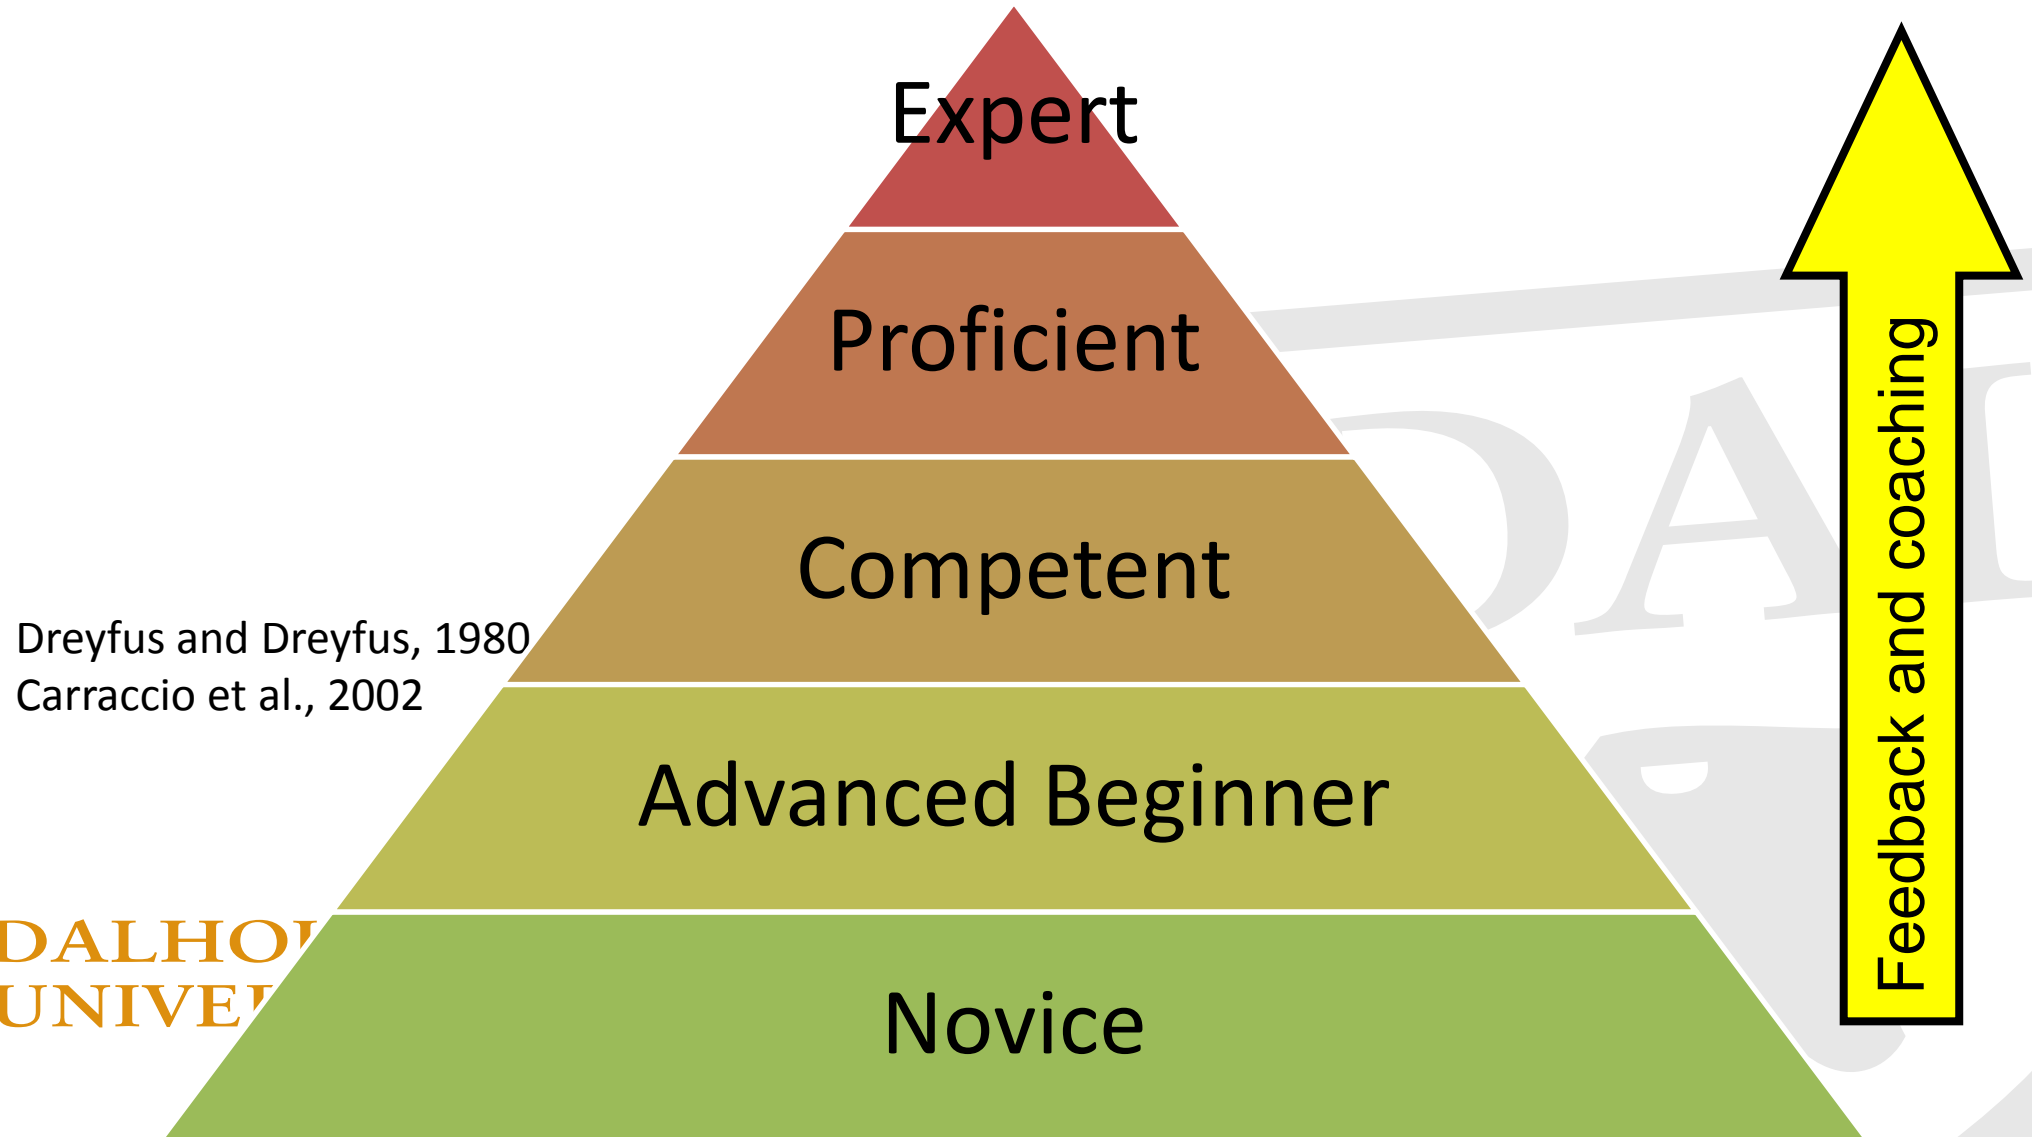 Expert
Proficient
Competent
Dreyfus and Dreyfus, 1980
Carraccio et al., 2002
Advanced Beginner
Novice
Feedback and coaching